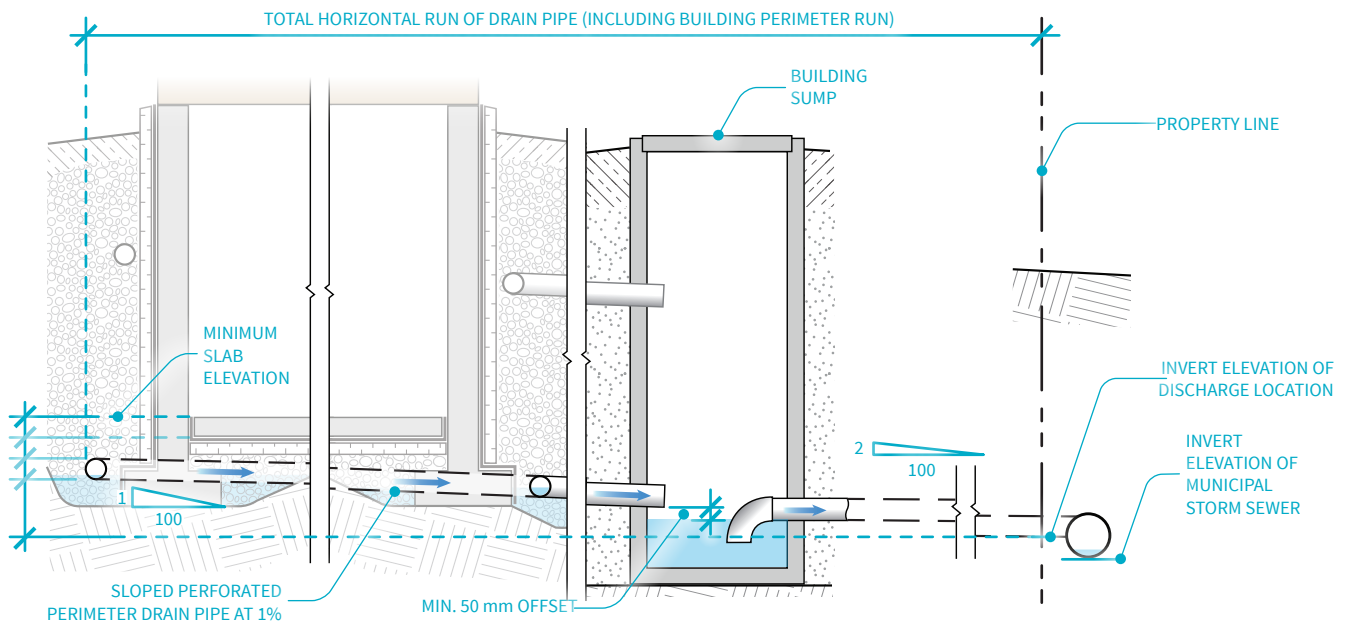 TOTAL HORIZONTAL RUN OF DRAIN PIPE (INCLUDING BUILDING PERIMETER RUN)
BUILDING
SUMP
PROPERTY LINE
MINIMUM
SLAB
ELEVATION
INVERT ELEVATION OF
DISCHARGE LOCATION
2
100
INVERT
ELEVATION OF
MUNICIPAL
STORM SEWER
1
100
SLOPED PERFORATED
PERIMETER DRAIN PIPE AT 1%
MIN. 50 mm OFFSET